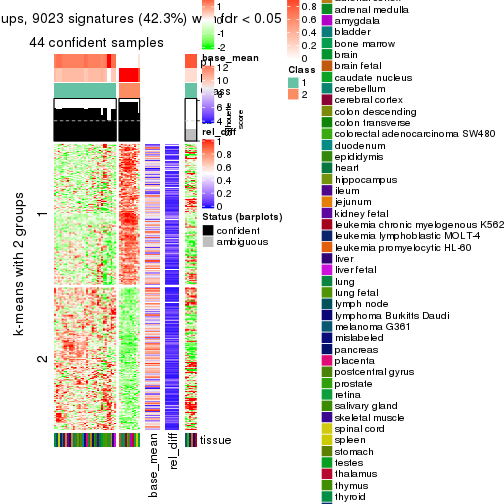 ups, 9023 signatures (42.3%) w fdr < 0.05
44 confident samples
k-means with 2 groups
1
2
base_mean
rel_diff
tissue
1
0
-1
-2
base_mean
12
10
8
6
4
rel_diff
1
0.8
0.6
0.4
0.2
0
score
Status (barplots)
confident
ambiguous
0.8
0.6
0.4
0.2
0
Class
1
2
adrenal medulla
amygdala
bladder
bone marrow
brain
brain fetal
caudate nucleus
cerebellum
cerebral cortex
colon descending
colon transverse
colorectal adenocarcinoma SW480
duodenum
epididymis
heart
hippocampus
ileum
jejunum
kidney fetal
leukemia chronic myelogenous K562
leukemia lymphoblastic MOLT-4
leukemia promyelocytic HL-60
liver
liver fetal
lung
lung fetal
lymph node
lymphoma Burkitts Daudi
melanoma G361
mislabeled
pancreas
placenta
postcentral gyrus
prostate
retina
salivary gland
skeletal muscle
spinal cord
spleen
stomach
testes
thalamus
thymus
thyroid